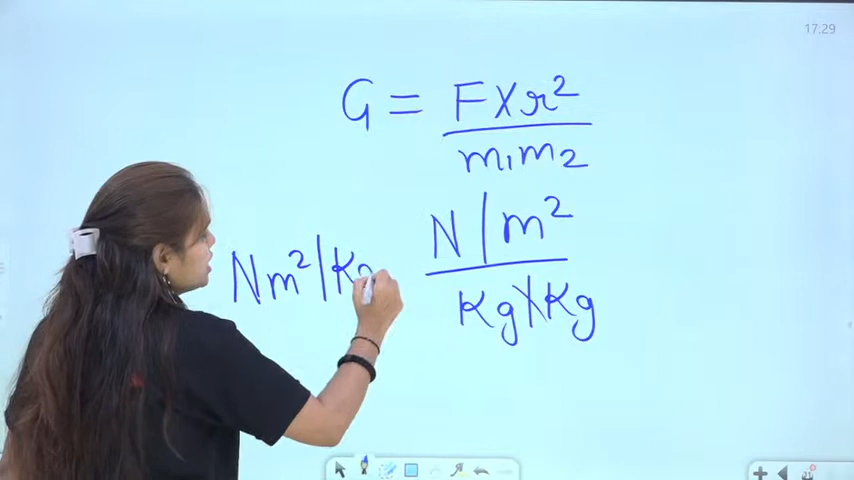 17:29
G = F X r²
m₁m₂
N | m²
Kg X Kg
Nm² | Kg